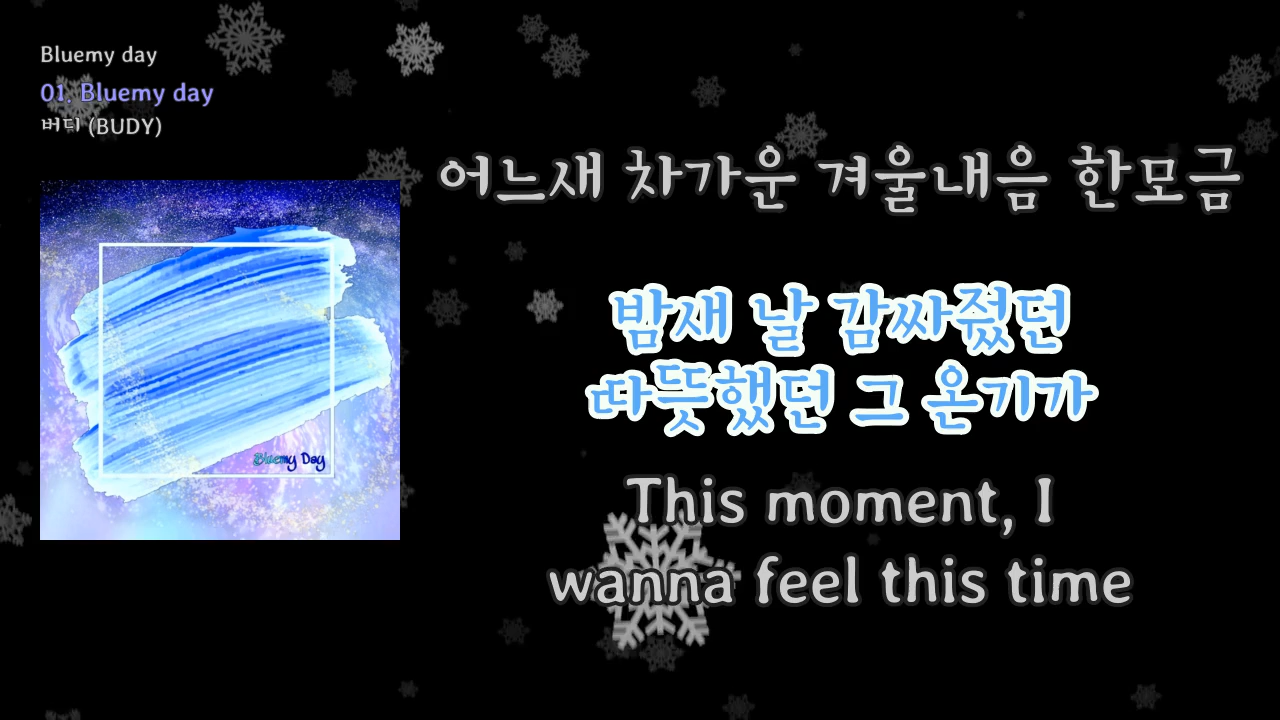 Bluemy day
01. Bluemy day
버디 (BUDY)
어느새 차가운 겨울내음 한모금
밤새 날 감싸줬던
따뜻했던 그 온기가
Bluemy Day
This moment, I
wanna feel this time